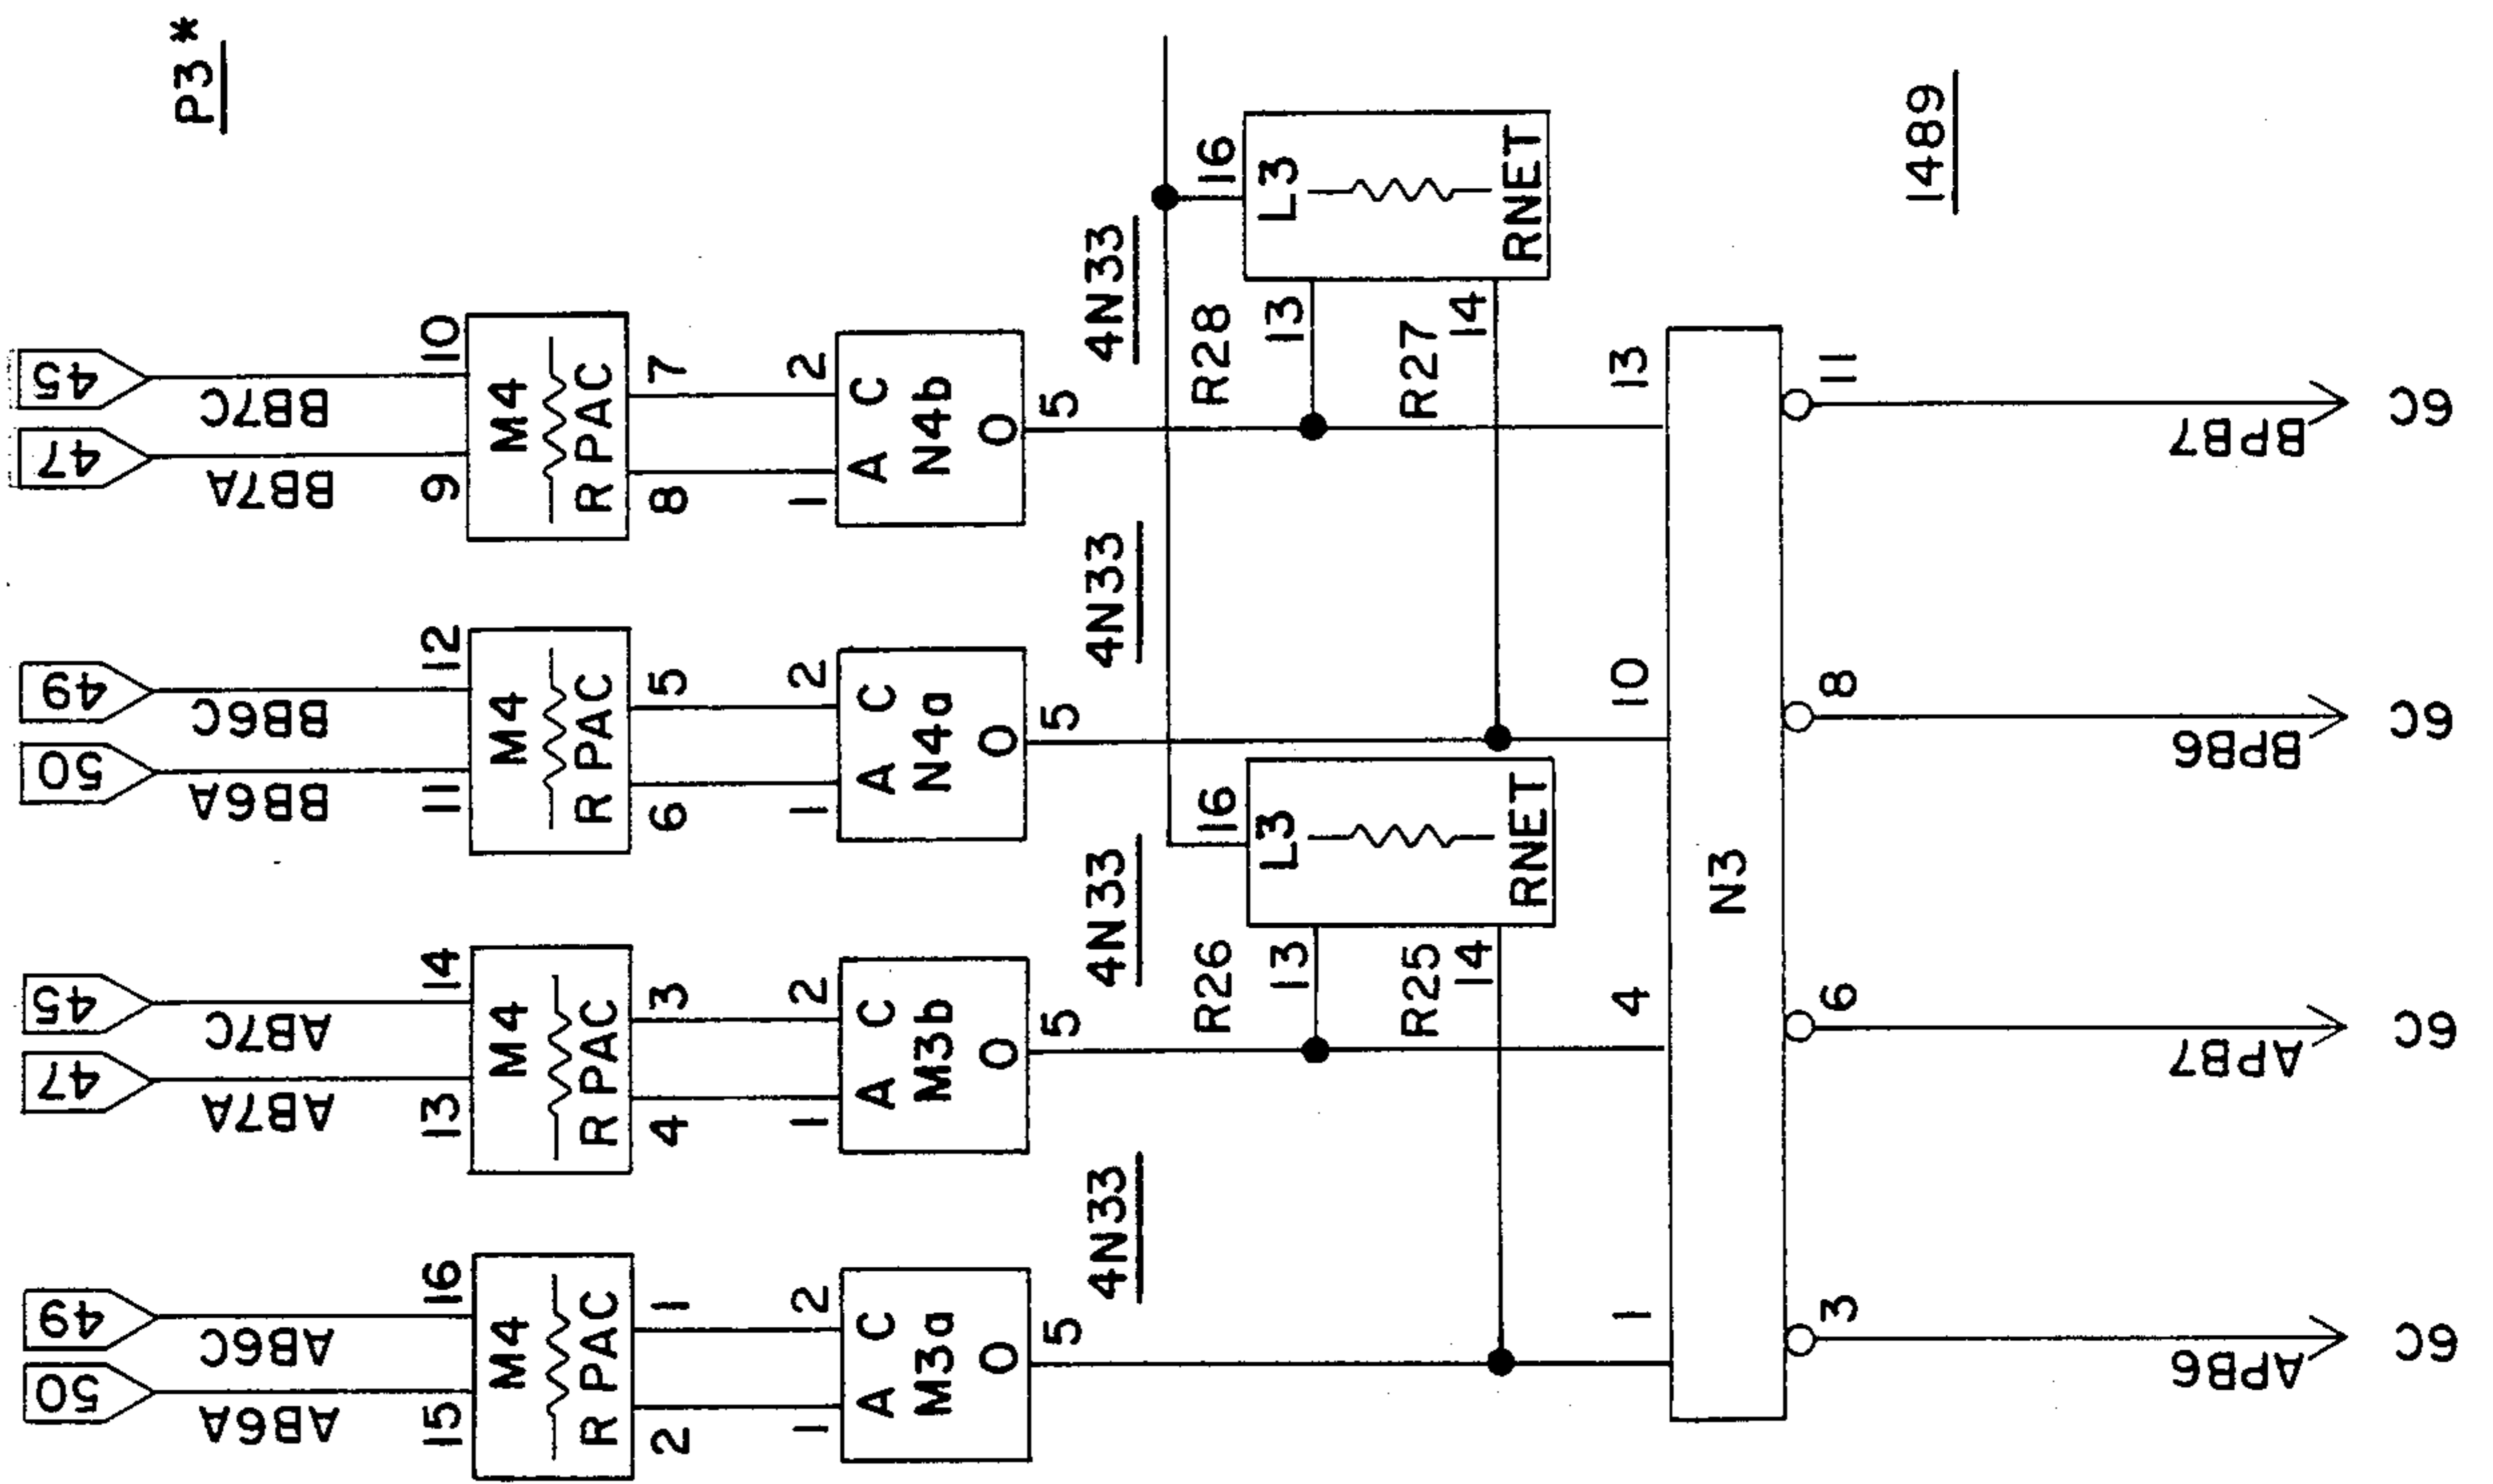 P3*
45
47
49
50
45
47
49
50
BB7C
BB7A
BB6C
BB6A
AB7C
AB7A
AB6C
AB6A
10
9
12
11
14
13
16
15
M4
R PAC
M4
R PAC
M4
R PAC
M4
R PAC
7
8
5
6
3
4
1
2
2
1
2
1
2
1
2
1
A C
N4b
O
A C
N4a
O
A C
M3b
O
A C
M3a
O
5
5
5
5
4N33
4N33
4N33
4N33
16
L3
RNET
R28
13
R27
14
16
L3
RNET
R26
13
R25
14
13
10
4
1
N3
1489
11
8
6
3
BPB7
BPB6
APB7
APB6
6C
6C
6C
6C